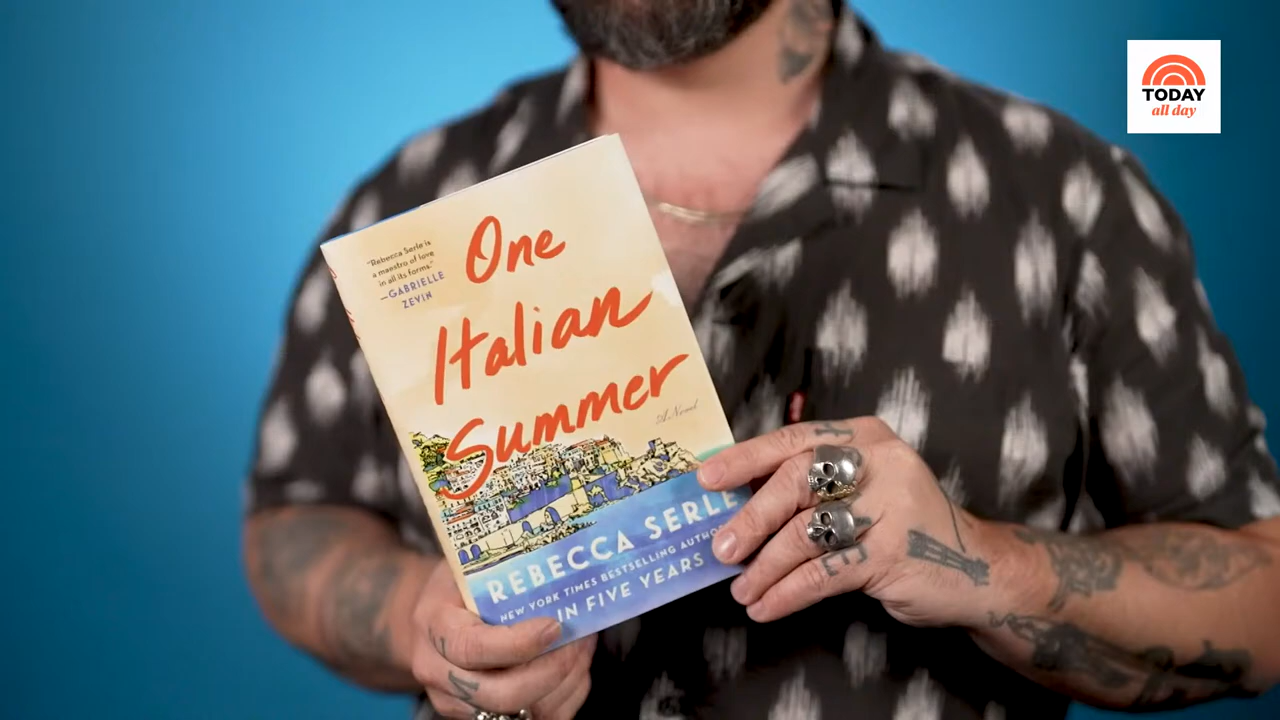 TODAY
all day
"Rebecca Serle is
a maestro of love
in all its forms."
—GABRIELLE
ZEVIN
One
Italian
Summer
A Novel
REBECCA SERLE
NEW YORK TIMES BESTSELLING AUTHOR
IN FIVE YEARS